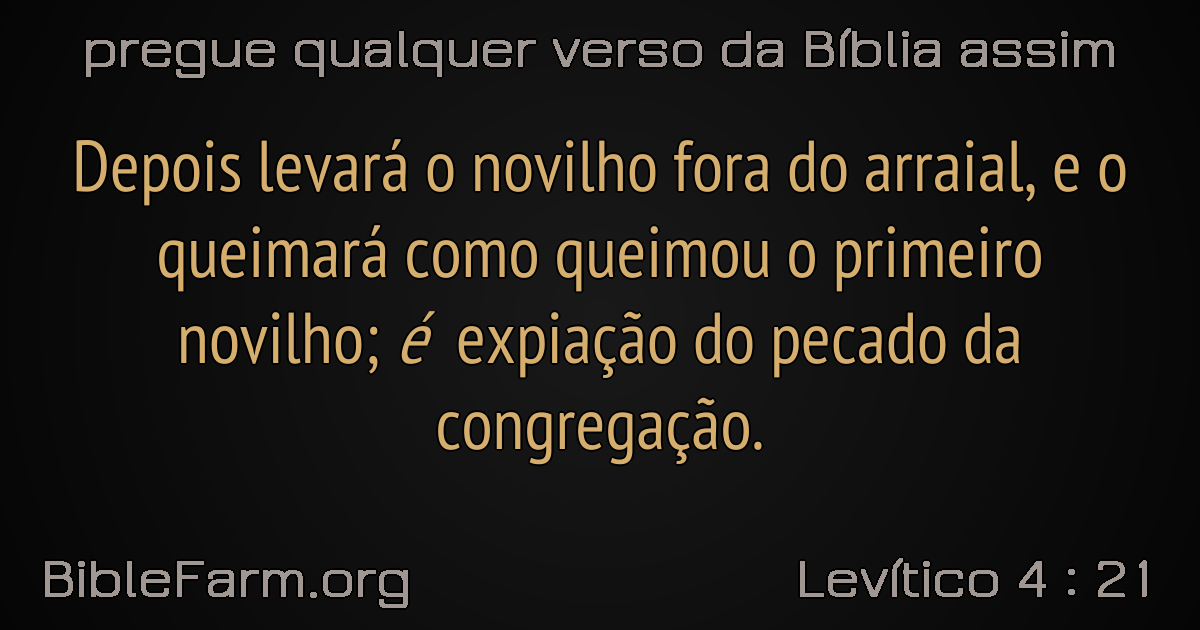 pregue qualquer verso da Bíblia assim
Depois levará o novilho fora do arraial, e o
queimará como queimou o primeiro
novilho; é expiação do pecado da
congregação.
BibleFarm.org
Levítico 4 : 21